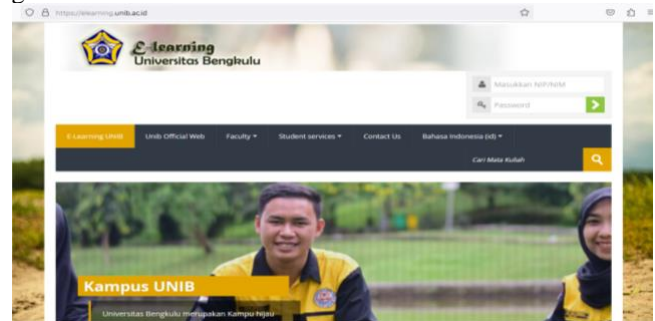 https://elearning.unib.ac.id
E-learning
Universitas Bengkulu
Masukkan NIP/NIM
Password
E-Learning UNIB
Unib Official Web
Faculty
Student services
Contact Us
Bahasa Indonesia (id)
Cari Mata Kuliah
Kampus UNIB
Universitas Bengkulu merupakan Kampu hijau